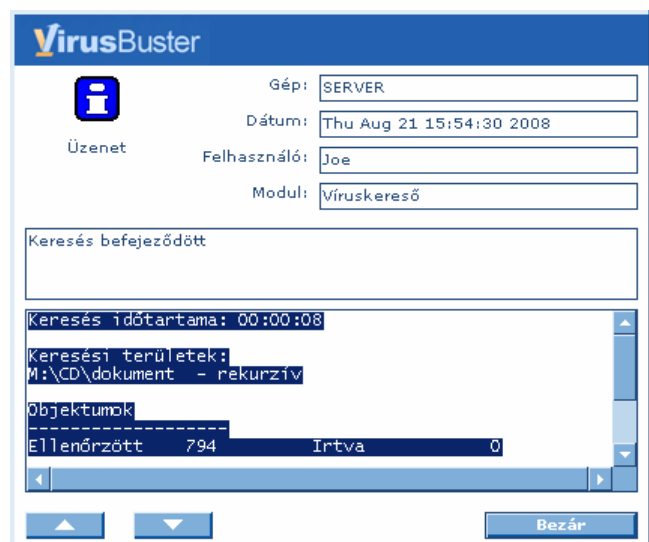 VirusBuster
Gép: SERVER
Dátum: Thu Aug 21 15:54:30 2008
Üzenet
Felhasználó: Joe
Modul: Víruskereső
Keresés befejeződött
Keresés időtartama: 00:00:08
Keresési területek:
M:\CD\dokument - rekurzív
Objektumok
-------------------
Ellenőrzött 794 Irtva 0
Bezár